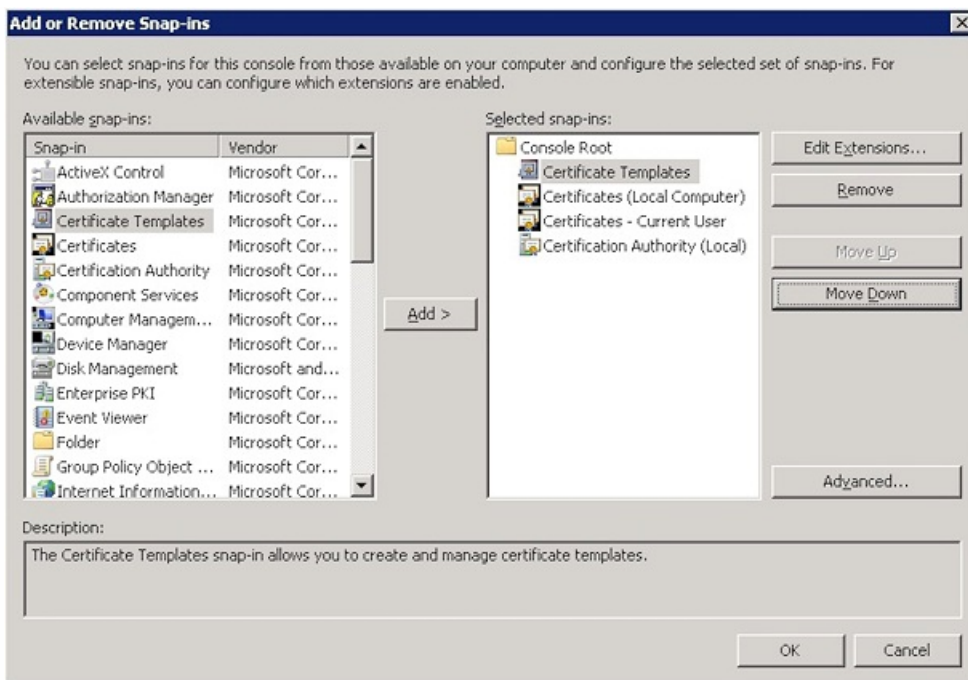 Add or Remove Snap-ins
You can select snap-ins for this console from those available on your computer and configure the selected set of snap-ins. For
extensible snap-ins, you can configure which extensions are enabled.
Available snap-ins:
Snap-in Vendor
ActiveX Control Microsoft Cor...
Authorization Manager Microsoft Cor...
Certificate Templates Microsoft Cor...
Certificates Microsoft Cor...
Certification Authority Microsoft Cor...
Component Services Microsoft Cor...
Computer Managem... Microsoft Cor...
Device Manager Microsoft Cor...
Disk Management Microsoft and...
Enterprise PKI Microsoft Cor...
Event Viewer Microsoft Cor...
Folder Microsoft Cor...
Group Policy Object ... Microsoft Cor...
Internet Information... Microsoft Cor...
Add >
Selected snap-ins:
Console Root
Certificate Templates
Certificates (Local Computer)
Certificates - Current User
Certification Authority (Local)
Edit Extensions...
Remove
Move Up
Move Down
Advanced...
Description:
The Certificate Templates snap-in allows you to create and manage certificate templates.
OK Cancel